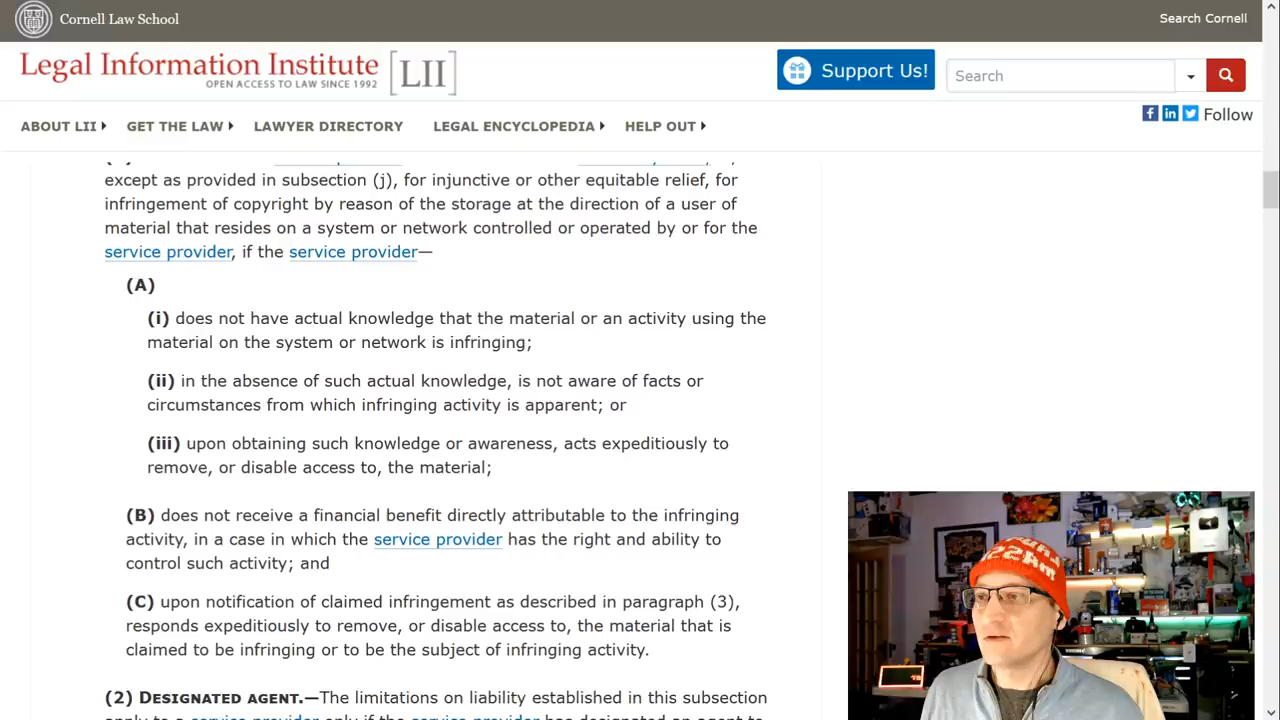 Cornell Law School
Search Cornell
Legal Information Institute [LII]
OPEN ACCESS TO LAW SINCE 1992
Support Us!
Search
ABOUT LII GET THE LAW LAWYER DIRECTORY LEGAL ENCYCLOPEDIA HELP OUT
Follow
except as provided in subsection (j), for injunctive or other equitable relief, for
infringement of copyright by reason of the storage at the direction of a user of
material that resides on a system or network controlled or operated by or for the
service provider, if the service provider—
(A)
(i) does not have actual knowledge that the material or an activity using the
material on the system or network is infringing;
(ii) in the absence of such actual knowledge, is not aware of facts or
circumstances from which infringing activity is apparent; or
(iii) upon obtaining such knowledge or awareness, acts expeditiously to
remove, or disable access to, the material;
(B) does not receive a financial benefit directly attributable to the infringing
activity, in a case in which the service provider has the right and ability to
control such activity; and
(C) upon notification of claimed infringement as described in paragraph (3),
responds expeditiously to remove, or disable access to, the material that is
claimed to be infringing or to be the subject of infringing activity.
(2) DESIGNATED AGENT.—The limitations on liability established in this subsection
apply to a service provider only if the service provider has designated an agent to